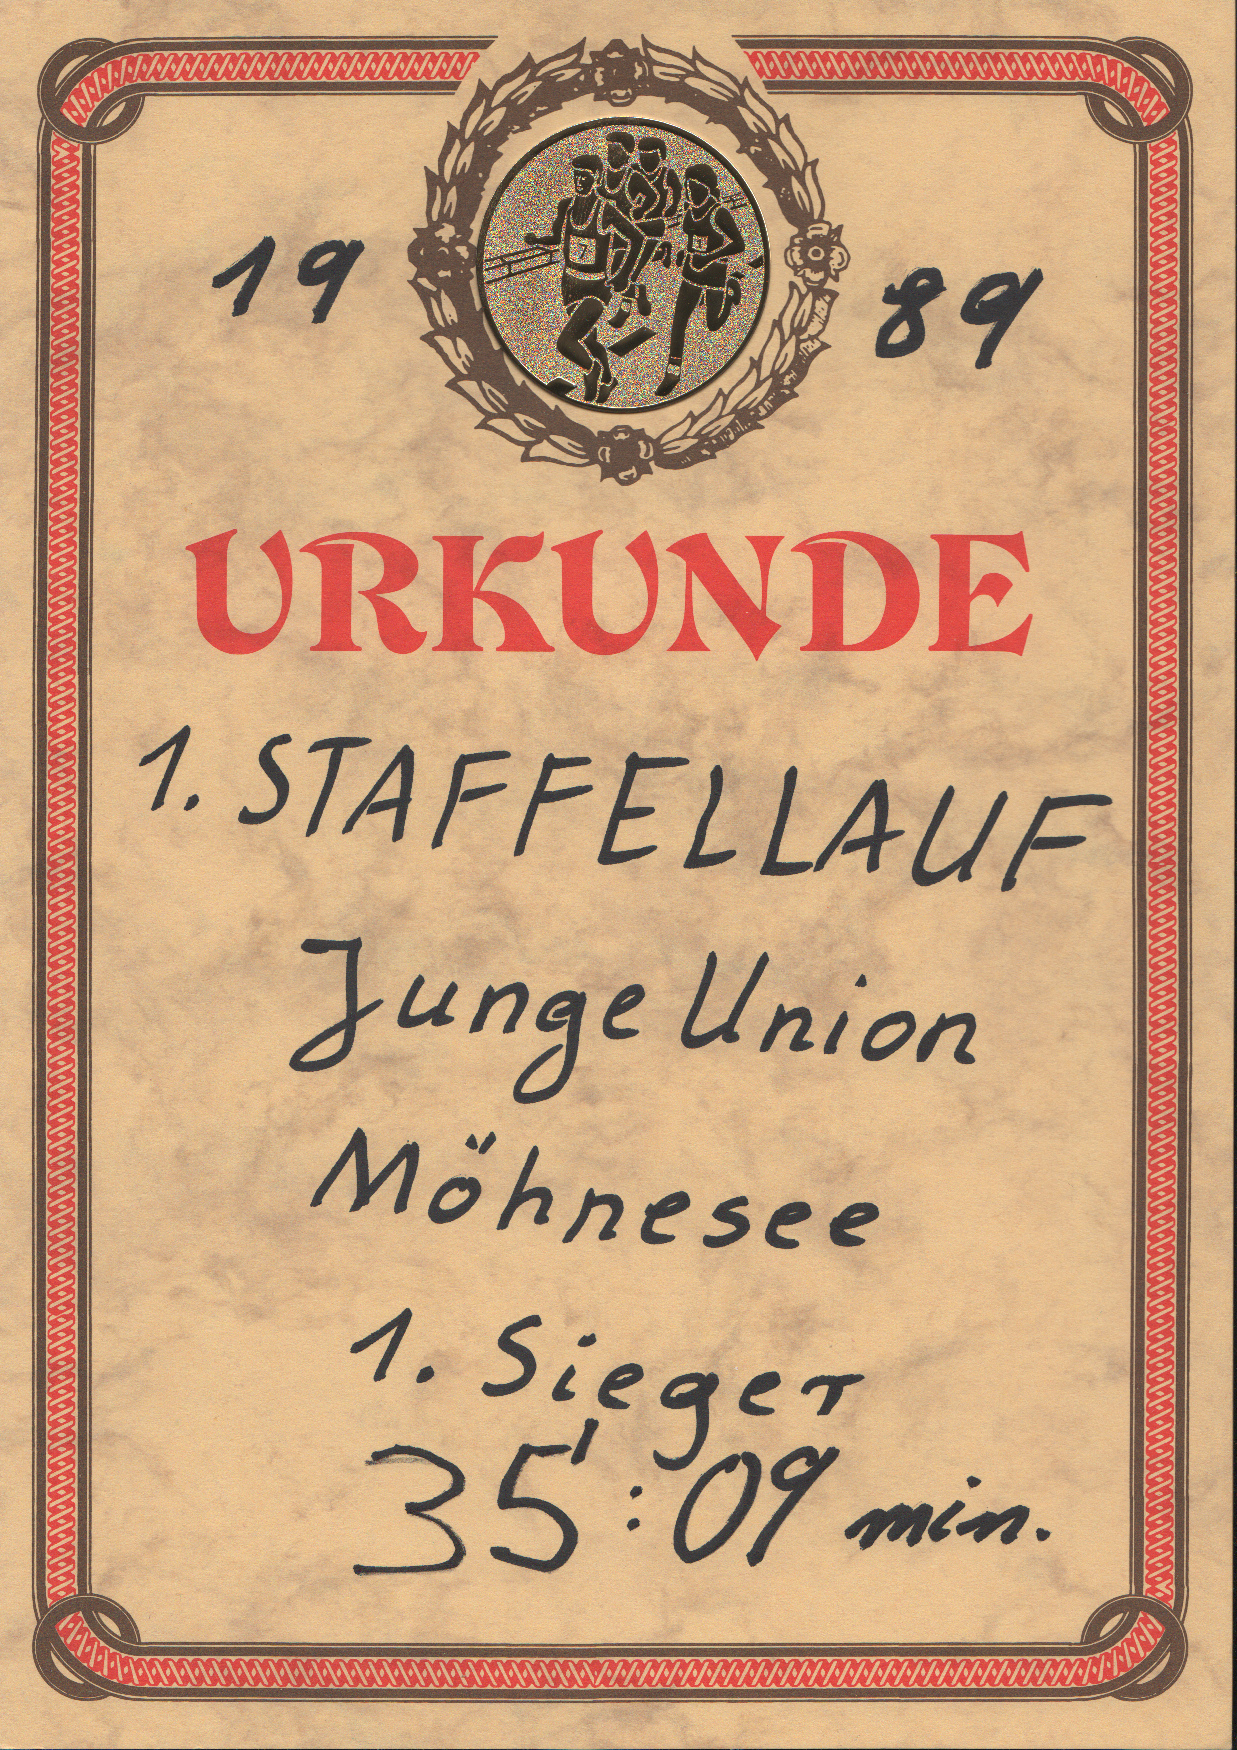 19 89
URKUNDE
1. STAFFELLAUF
Junge Union
Möhnesee
1. Sieger
35:09 min.